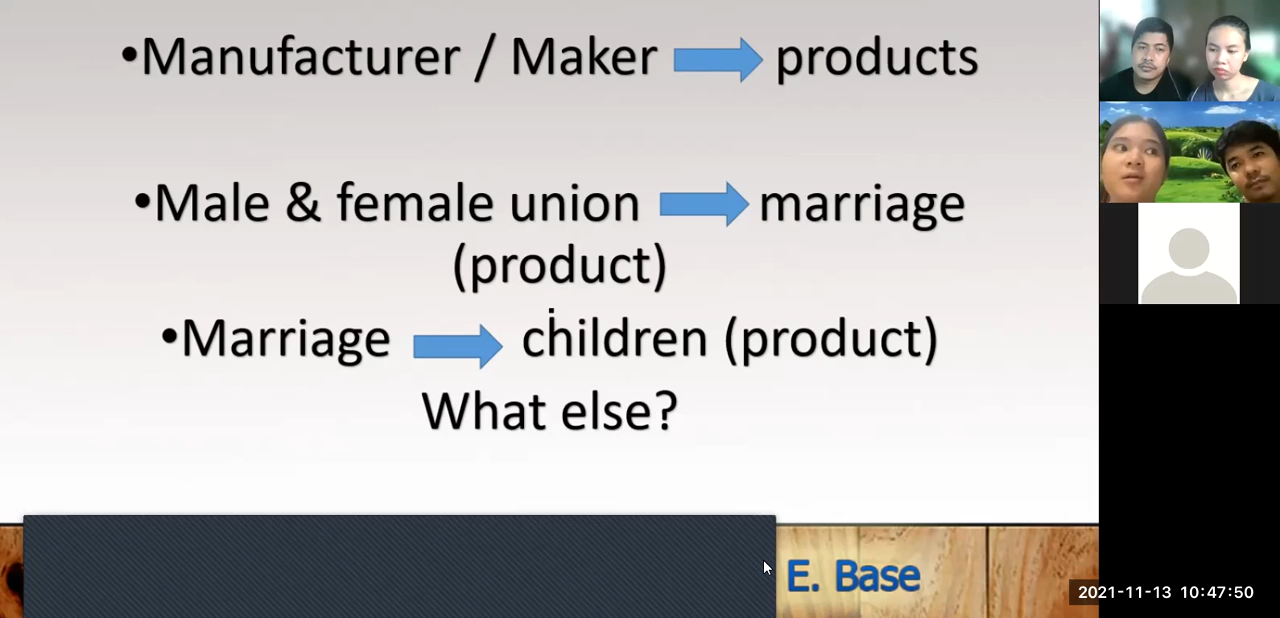 •Manufacturer / Maker products
•Male & female union marriage
(product)
•Marriage children (product)
What else?
E. Base
2021-11-13 10:47:50